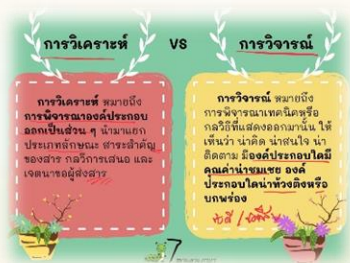 การวิเคราะห์ VS การวิจารณ์
การวิเคราะห์ หมายถึง
การพิจารณาองค์ประกอบ
ออกเป็นส่วน ๆ นำมาแยก
ประเภทลักษณะ สาระสำคัญ
ของสาร กลวิธีการเสนอ และ
เจตนาของผู้ส่งสาร
การวิจารณ์ หมายถึง
การพิจารณาเทคนิคหรือ
กลวิธีที่แสดงออกมานั้น ให้
เห็นว่า น่าคิด น่าสนใจ น่า
ติดตาม มีองค์ประกอบใดมี
คุณค่าน่าชมเชย องค์
ประกอบใดน่าท้วงติงหรือ
บกพร่อง